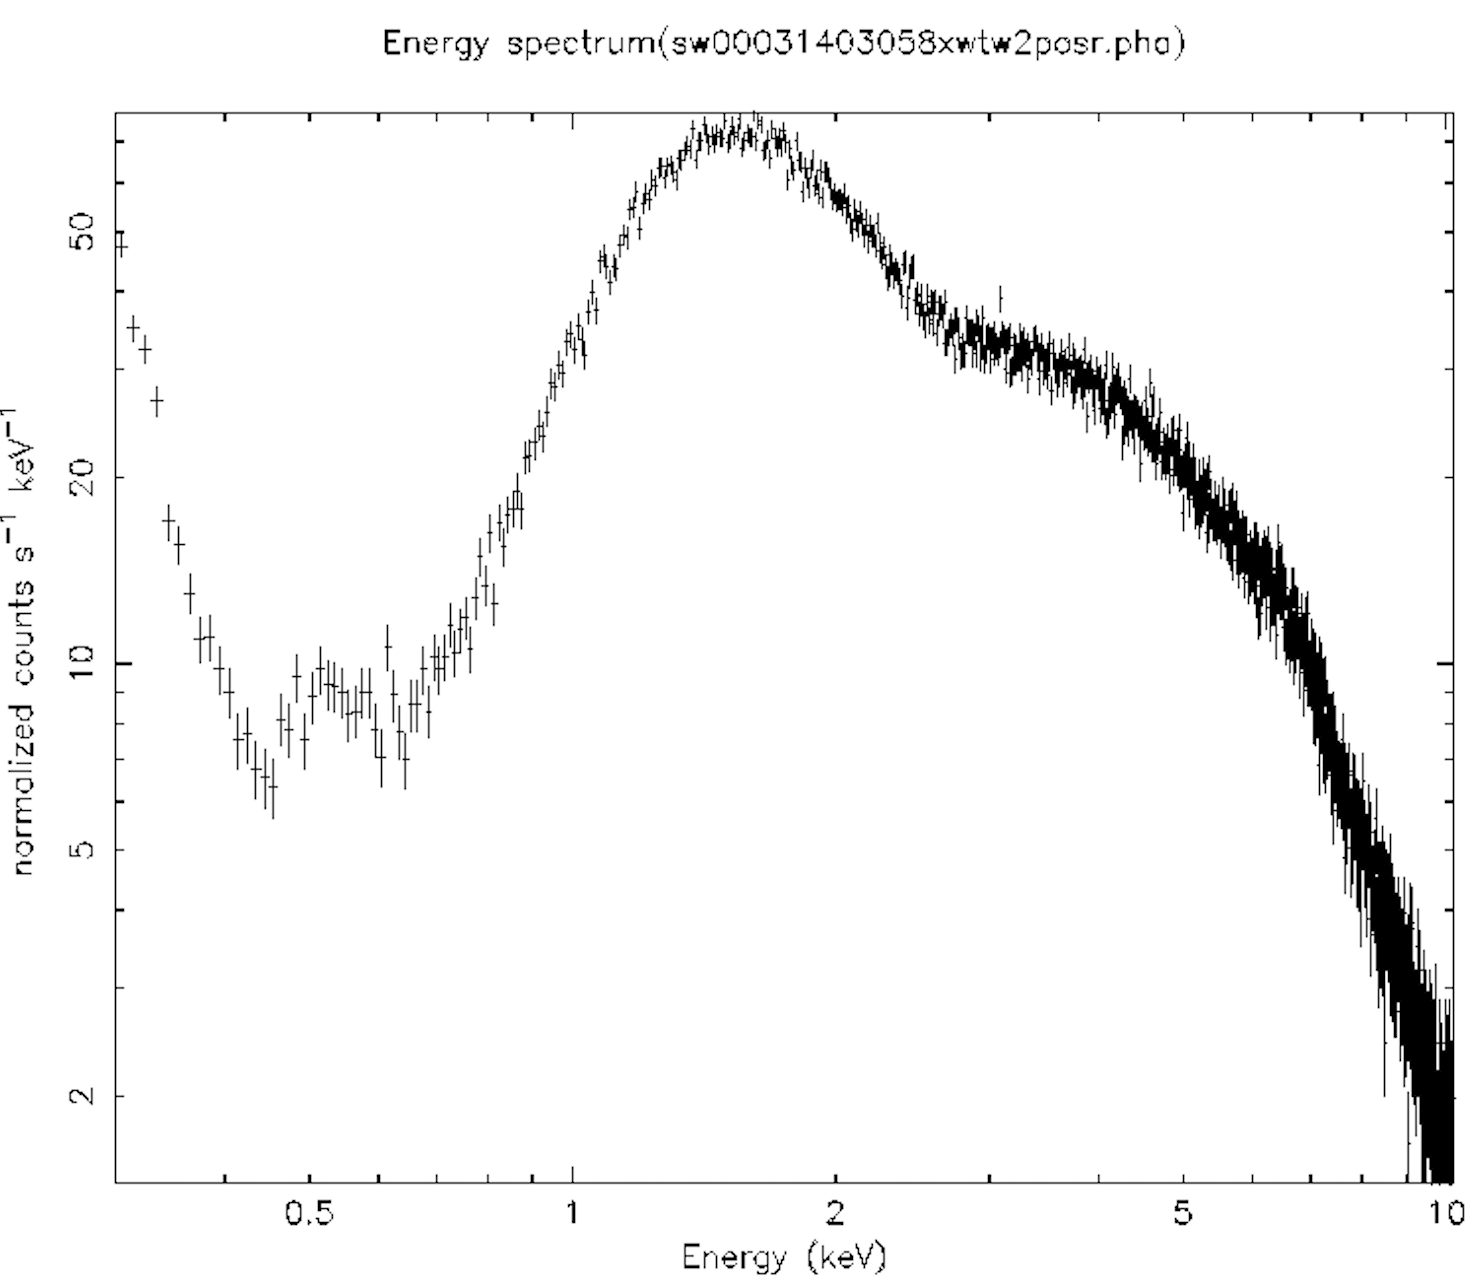 Energy spectrum(sw00031403058xwtw2posr.pha)
normalized counts s⁻¹ keV⁻¹
50
20
10
5
2
0.5 1 2 5 10
Energy (keV)